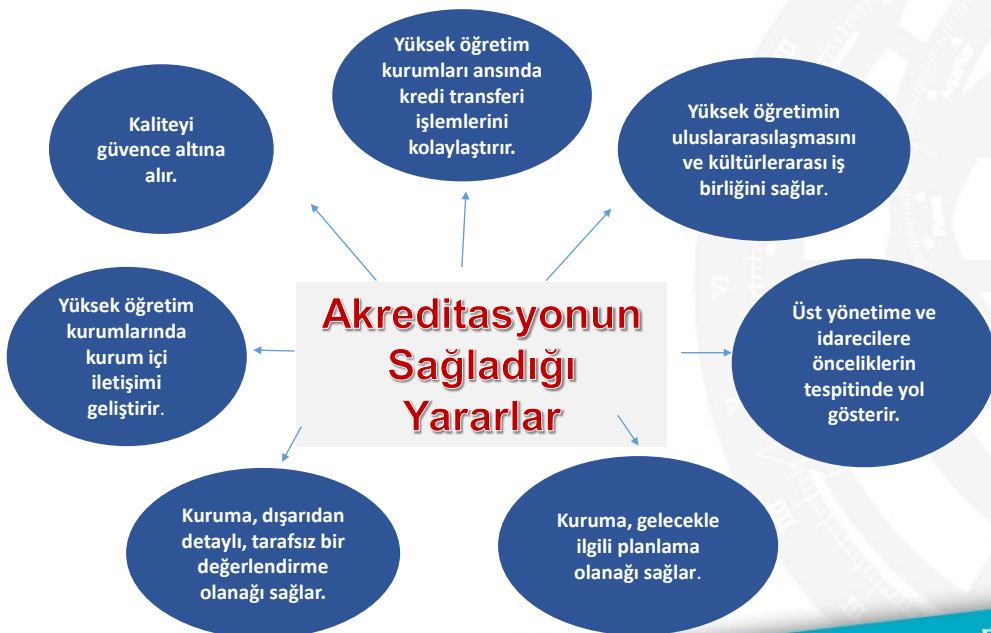 Yüksek öğretim
kurumları ansında
kredi transferi
işlemlerini
kolaylaştırır.
Kaliteyi
güvence altına
alır.
Yüksek öğretimin
uluslararasılaşmasını
ve kültürlerarası iş
birliğini sağlar.
Yüksek öğretim
kurumlarında
kurum içi
iletişimi
geliştirir.
Akreditasyonun
Sağladığı
Yararlar
Üst yönetime ve
idarecilere
önceliklerin
tespitinde yol
gösterir.
Kuruma, dışarıdan
detaylı, tarafsız bir
değerlendirme
olanağı sağlar.
Kuruma, gelecekle
ilgili planlama
olanağı sağlar.